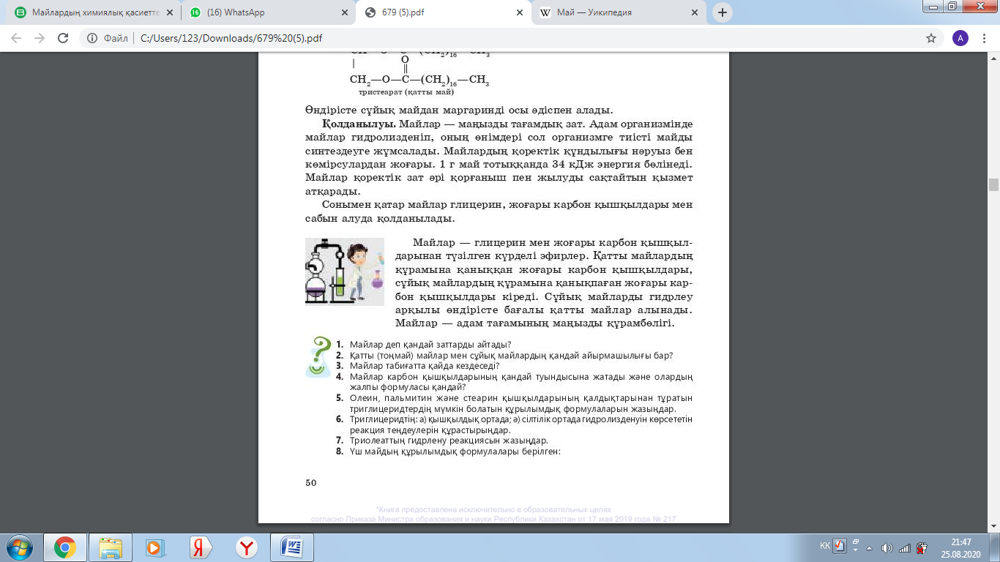 Майлардың химиялық қасиетте
(16) WhatsApp
679 (5).pdf
Май — Уикипедия
Файл
C:/Users/123/Downloads/679%20(5).pdf
A
CH₂—O—C—(CH₂)₁₆—CH₃
O
тристеарат (қатты май)
Өндірісте сұйық майдан маргаринді осы әдіспен алады.
Қолданылуы. Майлар — маңызды тағамдық зат. Адам организмінде
майлар гидролизденіп, оның өнімдері сол организмге тиісті майды
синтездеуге жұмсалады. Майлардың қоректік құндылығы нәруыз бен
көмірсулардан жоғары. 1 г май тотыққанда 34 кДж энергия бөлінеді.
Майлар қоректік зат әрі қорғаныш пен жылуды сақтайтын қызмет
атқарады.
Сонымен қатар майлар глицерин, жоғары карбон қышқылдары мен
сабын алуда қолданылады.
Майлар — глицерин мен жоғары карбон қышқыл-
дарынан түзілген күрделі эфирлер. Қатты майлардың
құрамына қаныққан жоғары карбон қышқылдары,
сұйық майлардың құрамына қанықпаған жоғары кар-
бон қышқылдары кіреді. Сұйық майларды гидрлеу
арқылы өндірісте бағалы қатты майлар алынады.
Майлар — адам тағамының маңызды құрамбөлігі.
1. Майлар деп қандай заттарды айтады?
2. Қатты (тоңмай) майлар мен сұйық майлардың қандай айырмашылығы бар?
3. Майлар табиғатта қайда кездеседі?
4. Майлар карбон қышқылдарының қандай туындысына жатады және олардың
жалпы формуласы қандай?
5. Олеин, пальмитин және стеарин қышқылдарының қалдықтарынан тұратын
триглицеридтердің мүмкін болатын құрылымдық формулаларын жазыңдар.
6. Триглицеридтің: а) қышқылдық ортада; ә) сілтілік ортада гидролизденуін көрсететін
реакция теңдеулерін құрастырыңдар.
7. Триолеаттың гидрлену реакциясын жазыңдар.
8. Үш майдың құрылымдық формулалары берілген:
50
*Книга предоставлена исключительно в образовательных целях
согласно Приказа Министра образования и науки Республики Казахстан от 17 мая 2019 года № 217
KK
21:47
25.08.2020